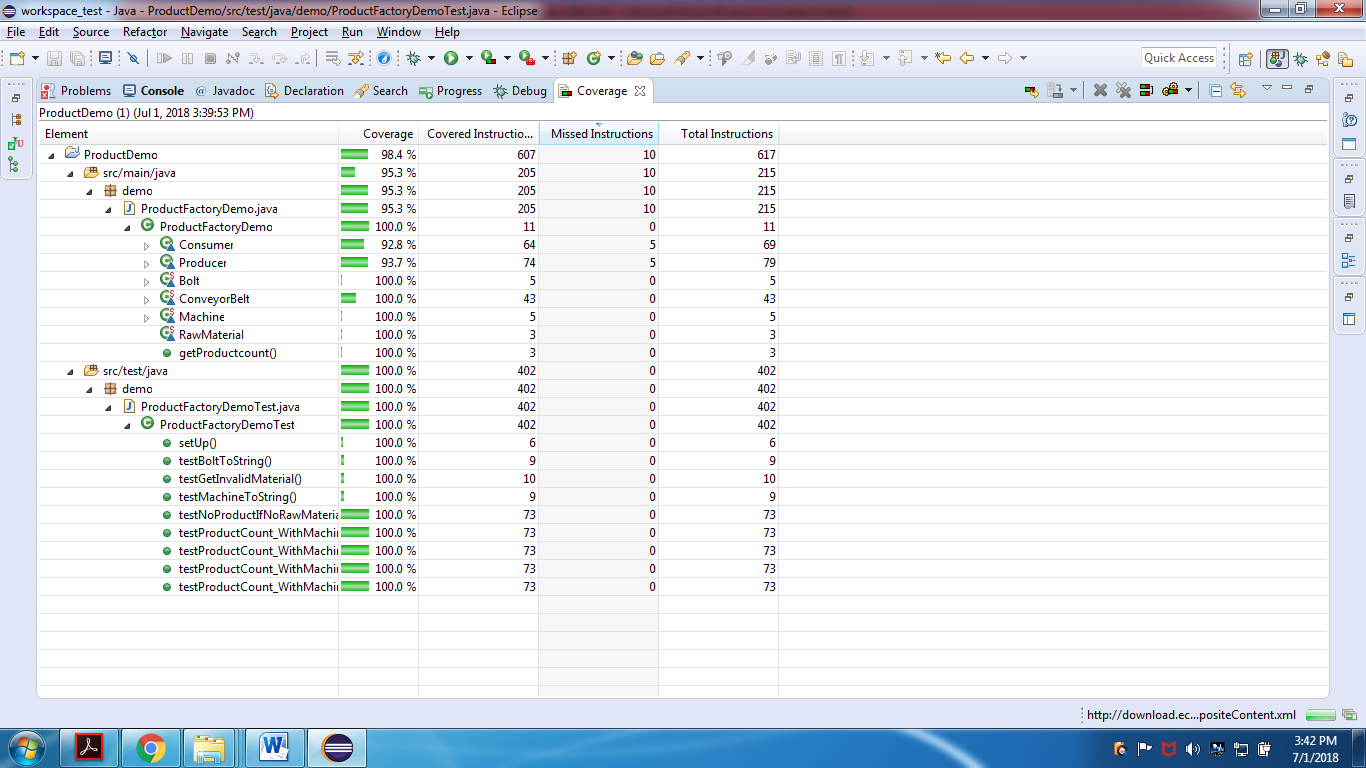 workspace_test - Java - ProductDemo/src/test/java/demo/ProductFactoryDemoTest.java - Eclipse
File Edit Source Refactor Navigate Search Project Run Window Help
Quick Access
Problems Console Javadoc Declaration Search Progress Debug Coverage
ProductDemo (1) (Jul 1, 2018 3:39:53 PM)
Element Coverage Covered Instructio... Missed Instructions Total Instructions
ProductDemo 98.4 % 607 10 617
src/main/java 95.3 % 205 10 215
demo 95.3 % 205 10 215
ProductFactoryDemo.java 95.3 % 205 10 215
ProductFactoryDemo 100.0 % 11 0 11
Consumer 92.8 % 64 5 69
Producer 93.7 % 74 5 79
Bolt 100.0 % 5 0 5
ConveyorBelt 100.0 % 43 0 43
Machine 100.0 % 5 0 5
RawMaterial 100.0 % 3 0 3
getProductcount() 100.0 % 3 0 3
src/test/java 100.0 % 402 0 402
demo 100.0 % 402 0 402
ProductFactoryDemoTest.java 100.0 % 402 0 402
ProductFactoryDemoTest 100.0 % 402 0 402
setUp() 100.0 % 6 0 6
testBoltToString() 100.0 % 9 0 9
testGetInvalidMaterial() 100.0 % 10 0 10
testMachineToString() 100.0 % 9 0 9
testNoProductIfNoRawMateria 100.0 % 73 0 73
testProductCount_WithMachi 100.0 % 73 0 73
testProductCount_WithMachi 100.0 % 73 0 73
testProductCount_WithMachi 100.0 % 73 0 73
testProductCount_WithMachi 100.0 % 73 0 73
http://download.ec...positeContent.xml
3:42 PM
7/1/2018